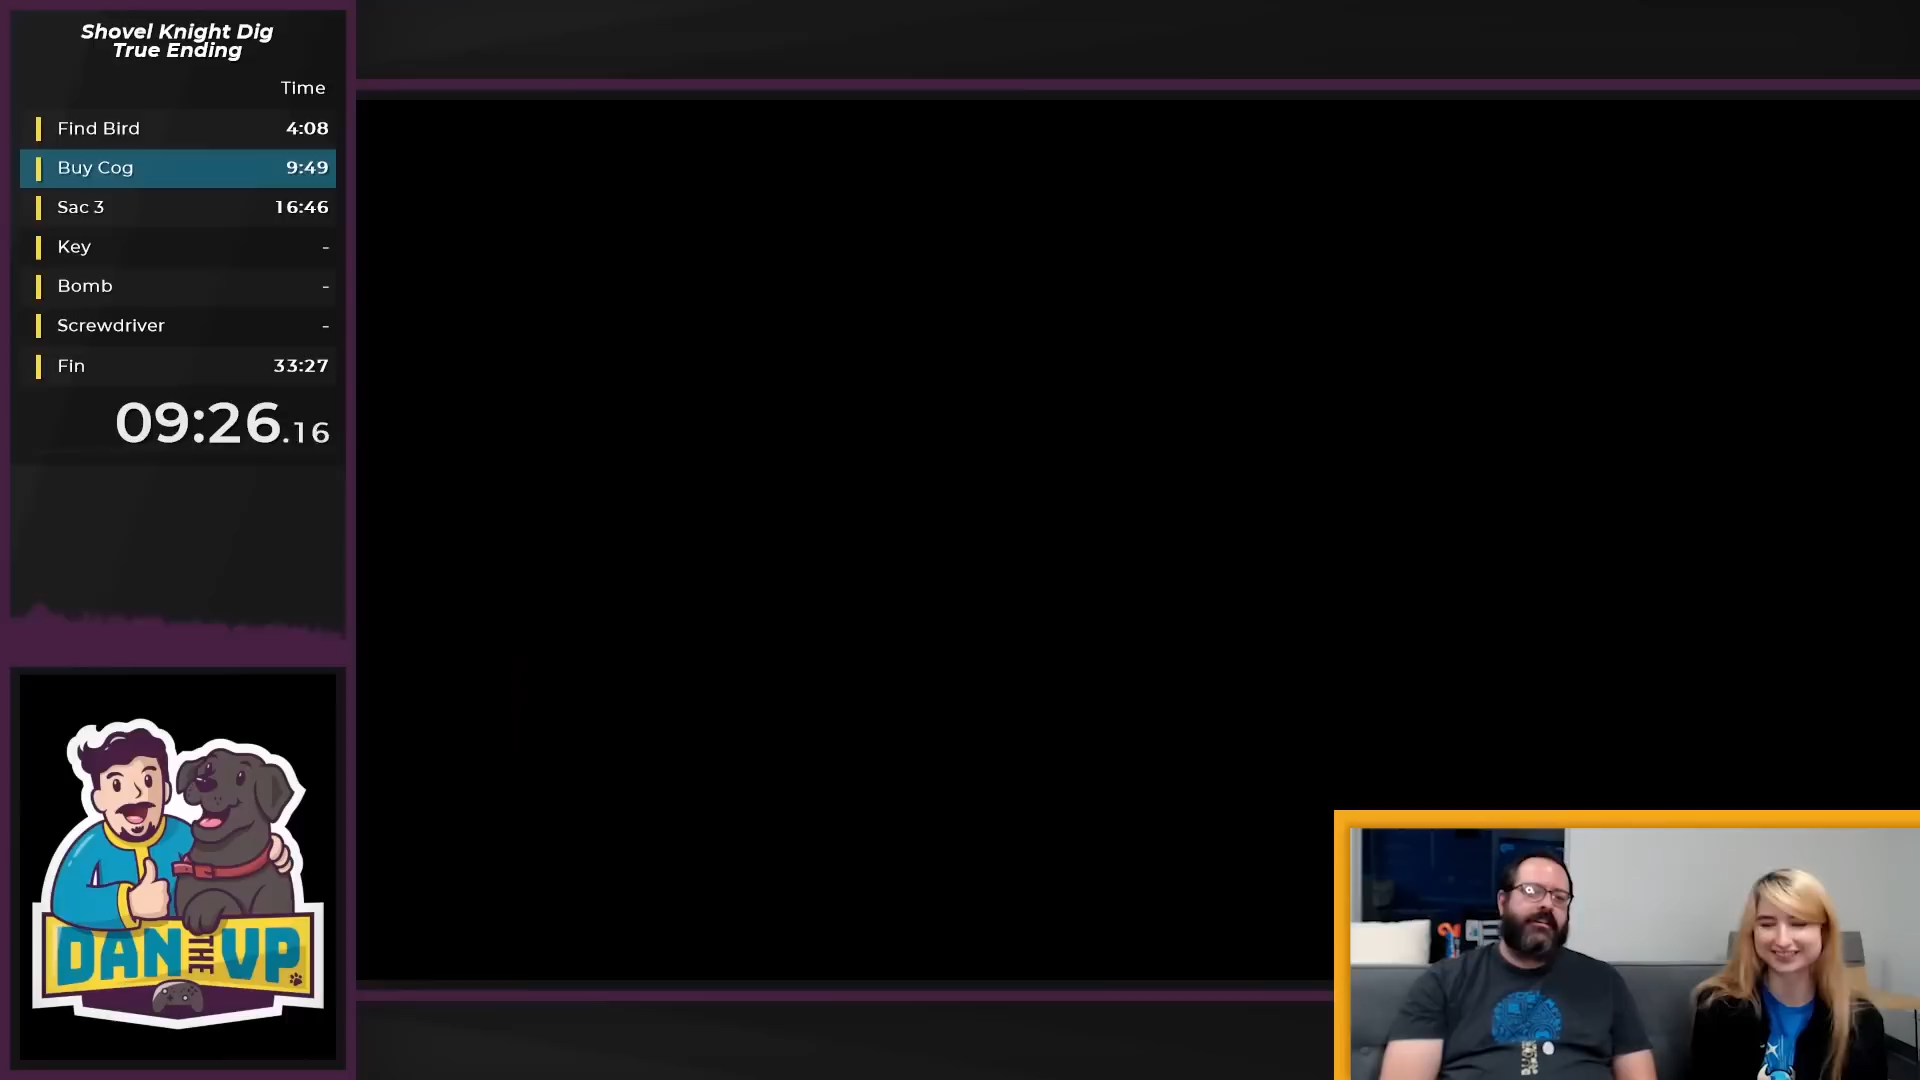 Shovel Knight Dig
True Ending
Time
Find Bird 4:08
Buy Cog 9:49
Sac 3 16:46
Key -
Bomb -
Screwdriver -
Fin 33:27
09:26.16
DAN THE VP